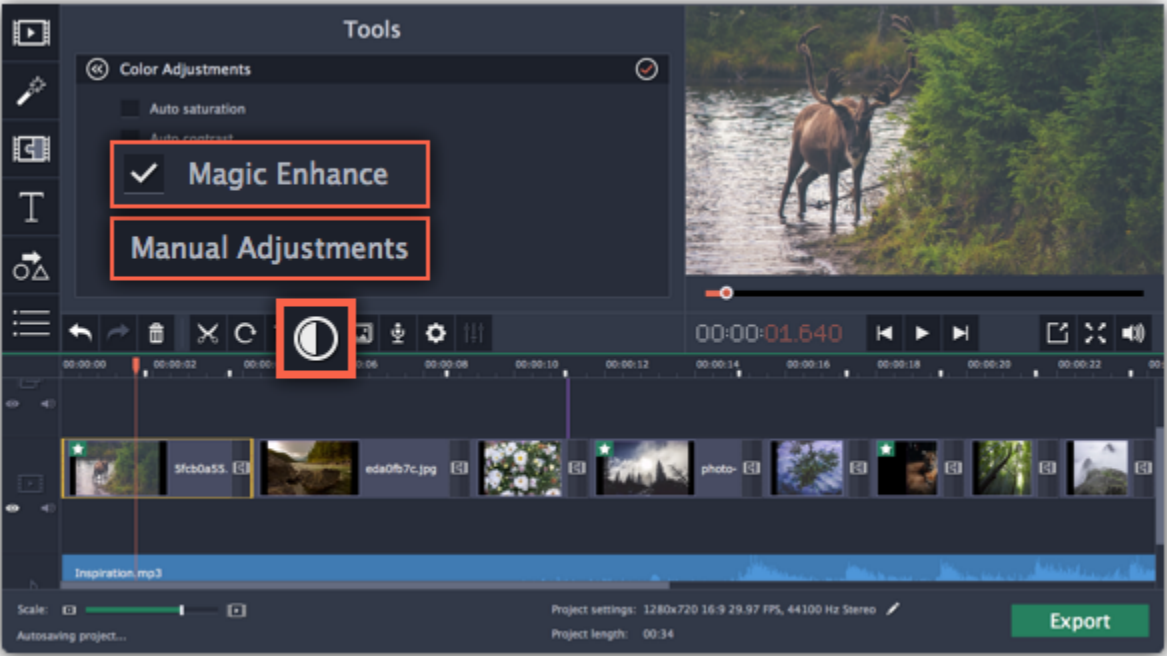 Tools
Color Adjustments
Auto saturation
Auto contrast
Magic Enhance
Manual Adjustments
T
00:00:01.640
00:00:00 00:00:02 00:00:06 00:00:08 00:00:10 00:00:12 00:00:14 00:00:16 00:00:18 00:00:20 00:00:22
5fcb0a55. eda0fb7c.jpg photo-
Inspiration.mp3
Scale:
Project settings: 1280x720 16:9 29.97 FPS, 44100 Hz Stereo
Export
Autosaving project...
Project length: 00:34